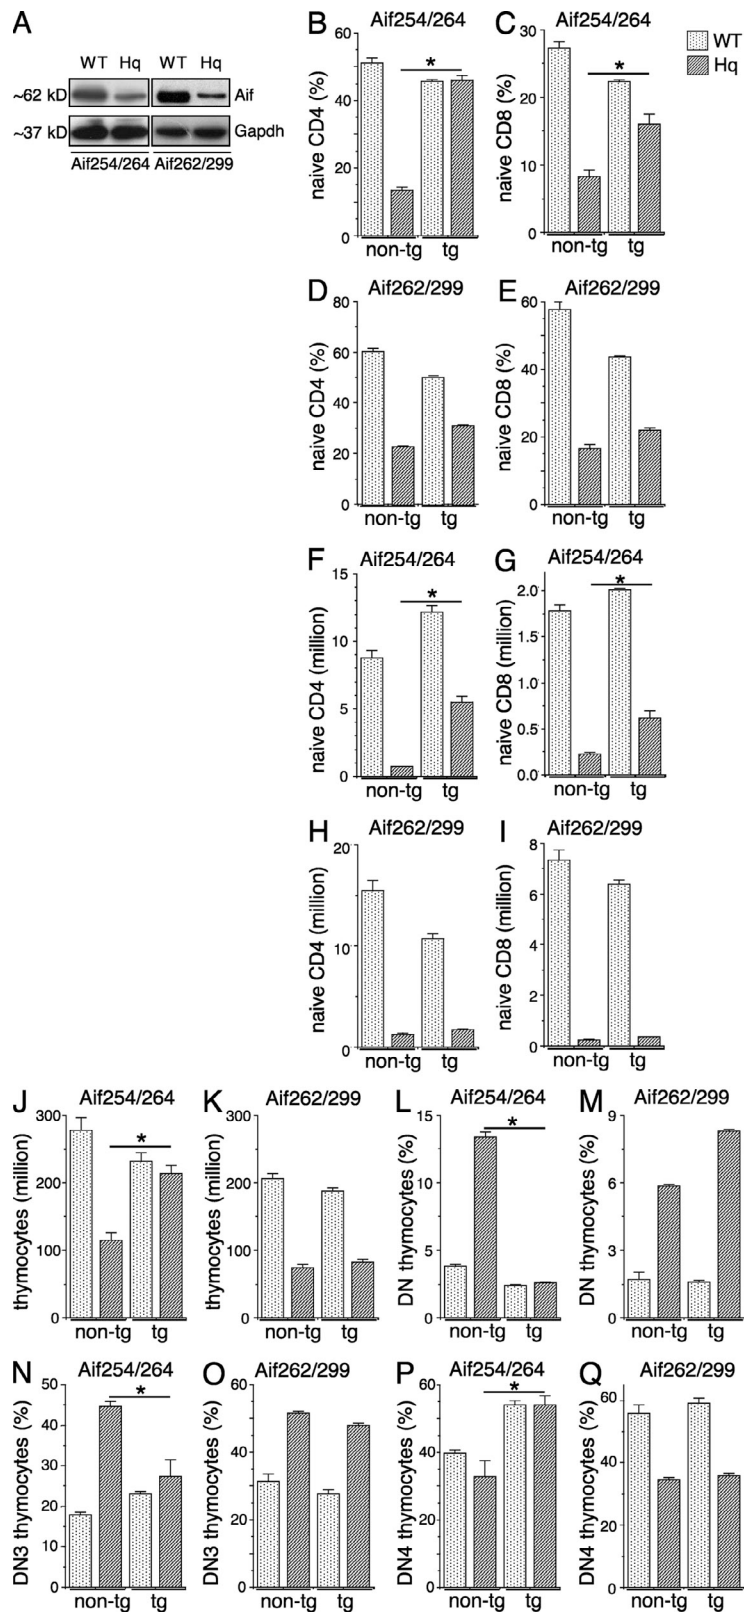 A
WT Hq WT Hq
~62 kD Aif
~37 kD Gapdh
Aif254/264 Aif262/299
B Aif254/264
naive CD4 (%)
60
40
20
0
non-tg tg
*
C Aif254/264
naive CD8 (%)
30
20
10
0
non-tg tg
*
WT
Hq
D Aif262/299
naive CD4 (%)
80
60
40
20
0
non-tg tg
E Aif262/299
naive CD8 (%)
60
40
20
0
non-tg tg
F Aif254/264
naive CD4 (million)
15
10
5
0
non-tg tg
*
G Aif254/264
naive CD8 (million)
2.0
1.5
1.0
0.5
0.0
non-tg tg
*
H Aif262/299
naive CD4 (million)
20
10
0
non-tg tg
I Aif262/299
naive CD8 (million)
8
6
4
2
0
non-tg tg
J Aif254/264
thymocytes (million)
300
200
100
0
non-tg tg
*
K Aif262/299
thymocytes (million)
300
200
100
0
non-tg tg
L Aif254/264
DN thymocytes (%)
15
10
5
0
non-tg tg
*
M Aif262/299
DN thymocytes (%)
9
6
3
0
non-tg tg
N Aif254/264
DN3 thymocytes (%)
50
40
30
20
10
0
non-tg tg
*
O Aif262/299
DN3 thymocytes (%)
60
40
20
0
non-tg tg
P Aif254/264
DN4 thymocytes (%)
60
40
20
0
non-tg tg
*
Q Aif262/299
DN4 thymocytes (%)
60
40
20
0
non-tg tg